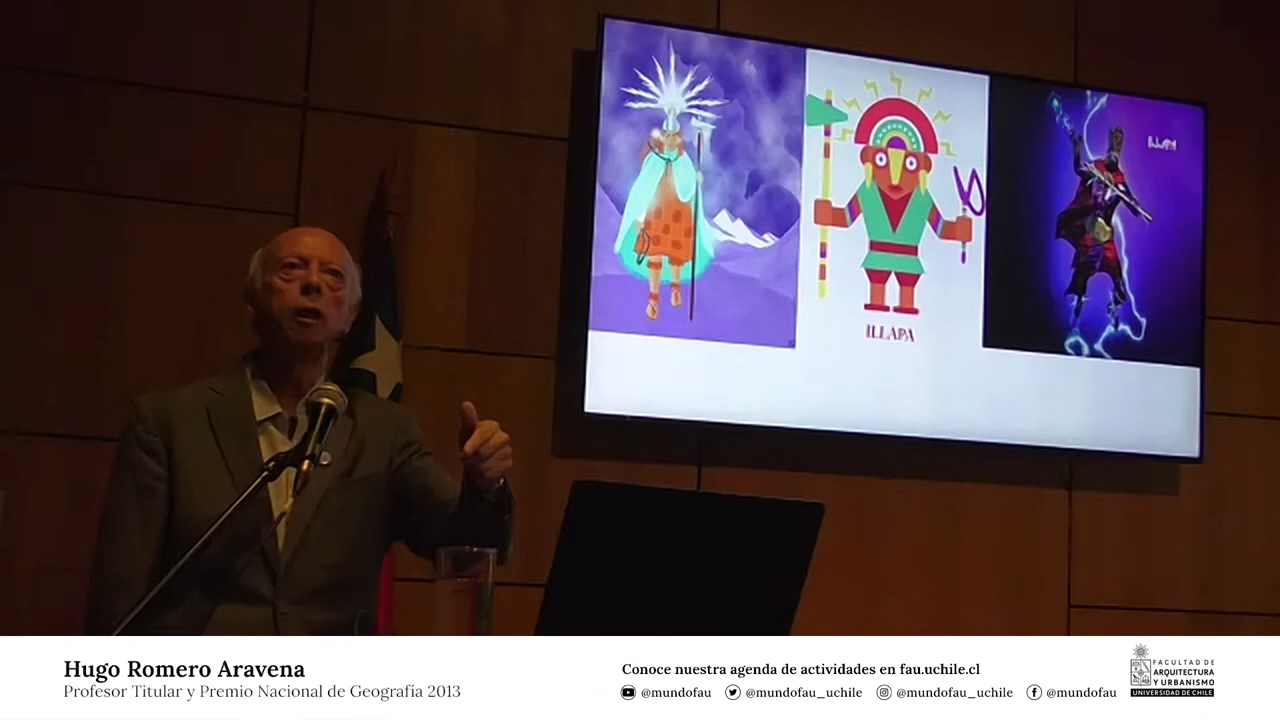 ILLAPA
ILLAPA
Hugo Romero Aravena
Profesor Titular y Premio Nacional de Geografía 2013
Conoce nuestra agenda de actividades en fau.uchile.cl
@mundofau
@mundofau_uchile
@mundofau_uchile
@mundofau
FACULTAD DE
ARQUITECTURA
Y URBANISMO
UNIVERSIDAD DE CHILE